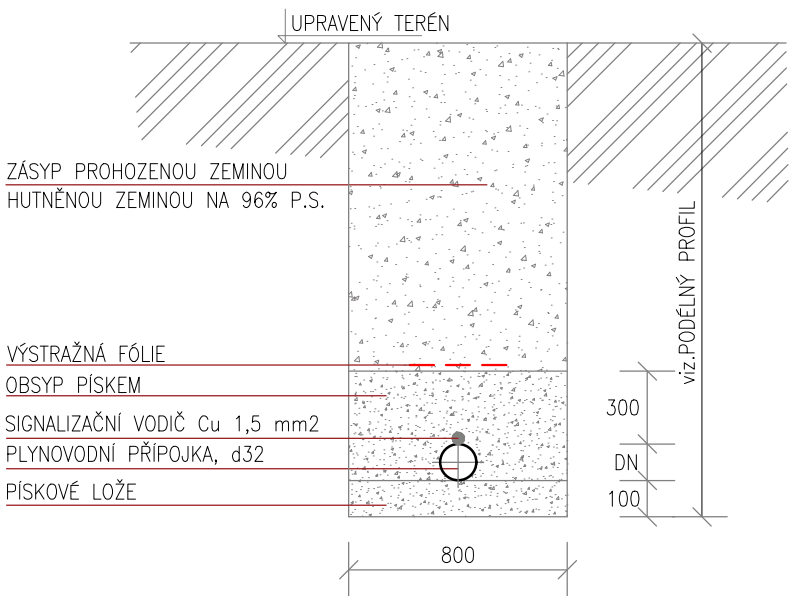 UPRAVENÝ TERÉN
ZÁSYP PROHOZENOU ZEMINOU
HUTNĚNOU ZEMINOU NA 96% P.S.
VÝSTRAŽNÁ FÓLIE
OBSYP PÍSKEM
SIGNALIZAČNÍ VODIČ Cu 1,5 mm2
PLYNOVODNÍ PŘÍPOJKA, d32
PÍSKOVÉ LOŽE
300
DN
100
viz.PODÉLNÝ PROFIL
800